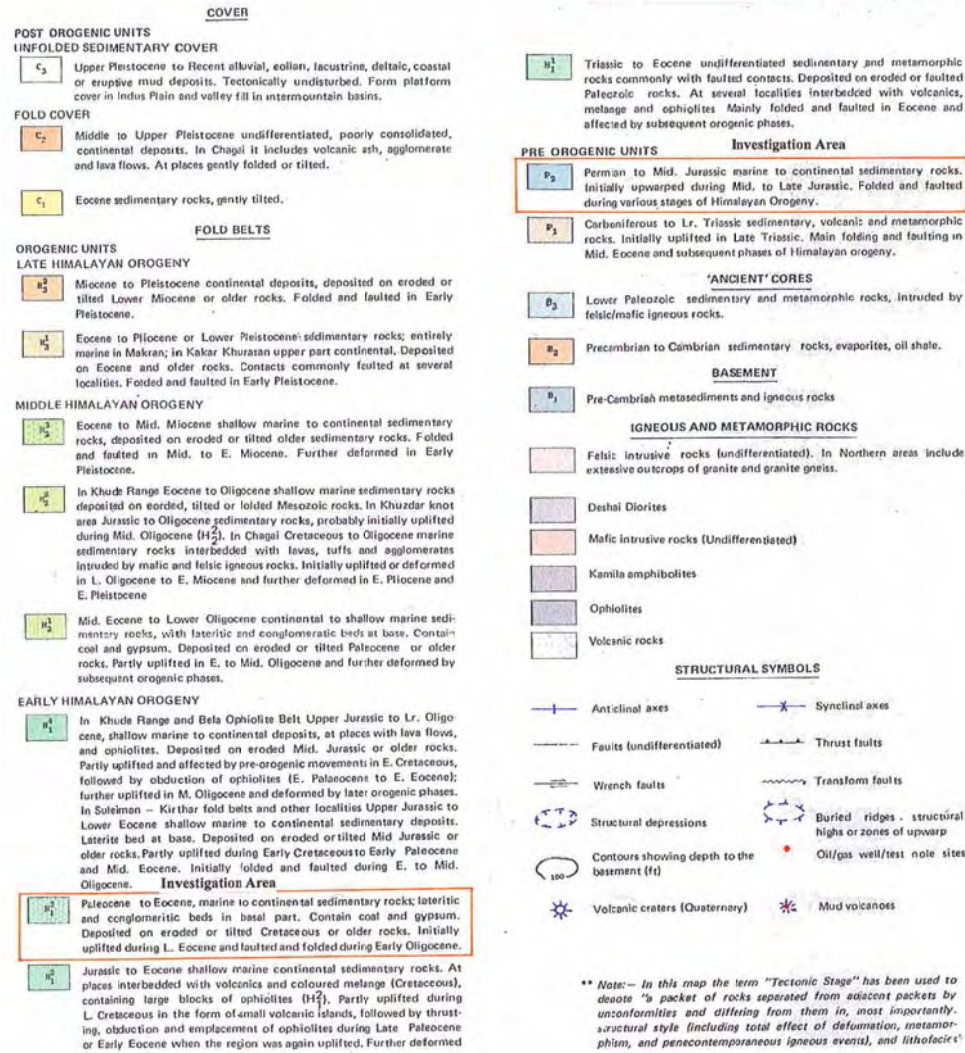 COVER
POST OROGENIC UNITS
UNFOLDED SEDIMENTARY COVER
C3 Upper Pleistocene to Recent alluvial, eolian, lacustrine, deltaic, coastal
or eruptive mud deposits. Tectonically undisturbed. Form platform
cover in Indus Plain and valley fill in intermountain basins.
FOLD COVER
C2 Middle to Upper Pleistocene undifferentiated, poorly consolidated,
continental deposits. In Chagai it includes volcanic ash, agglomerate
and lava flows. At places gently folded or tilted.
C1 Eocene sedimentary rocks, gently tilted.
FOLD BELTS
OROGENIC UNITS
LATE HIMALAYAN OROGENY
Miocene to Pleistocene continental deposits, deposited on eroded or
tilted Lower Miocene or older rocks. Folded and faulted in Early
Pleistocene.
Eocene to Pliocene or Lower Pleistocene sedimentary rocks; entirely
marine in Makran; in Kakar Khurasan upper part continental. Deposited
on Eocene and older rocks. Contacts commonly faulted at several
localities. Folded and faulted in Early Pleistocene.
MIDDLE HIMALAYAN OROGENY
Eocene to Mid. Miocene shallow marine to continental sedimentary
rocks, deposited on eroded or tilted older sedimentary rocks. Folded
and faulted in Mid. to E. Miocene. Further deformed in Early
Pleistocene.
In Khude Range Eocene to Oligocene shallow marine sedimentary rocks
deposited on eorded, tilted or folded Mesozoic rocks. In Khuzdar knot
area Jurassic to Oligocene sedimentary rocks, probably initially uplifted
during Mid. Oligocene (H22). In Chagai Cretaceous to Oligocene marine
sedimentary rocks interbedded with lavas, tuffs and agglomerates
intruded by mafic and felsic igneous rocks. Initially uplifted or deformed
in L. Oligocene to E. Miocene and further deformed in E. Pliocene and
E. Pleistocene
Mid. Eocene to Lower Oligocene continental to shallow marine sedi-
mentary rocks, with lateritic and conglomeratic beds at base. Contain
coal and gypsum. Deposited on eroded or tilted Paleocene or older
rocks. Partly uplifted in E. to Mid. Oligocene and further deformed by
subsequent orogenic phases.
EARLY HIMALAYAN OROGENY
In Khude Range and Bela Ophiolite Belt Upper Jurassic to Lr. Oligo-
cene, shallow marine to continental deposits, at places with lava flows,
and ophiolites. Deposited on eroded Mid. Jurassic or older rocks.
Partly uplifted and affected by pre-orogenic movements in E. Cretaceous,
followed by obduction of ophiolites (E. Palaeocene to E. Eocene);
further uplifted in M. Oligocene and deformed by later orogenic phases.
In Suleiman – Kirthar fold belts and other localities Upper Jurassic to
Lower Eocene shallow marine to continental sedimentary deposits.
Laterite bed at base. Deposited on eroded or tilted Mid Jurassic or
older rocks. Partly uplifted during Early Cretaceous to Early Paleocene
and Mid. Eocene. Initially folded and faulted during E. to Mid.
Oligocene. Investigation Area
Paleocene to Eocene, marine to continental sedimentary rocks; lateritic
and conglomeritic beds in basal part. Contain coal and gypsum.
Deposited on eroded or tilted Cretaceous or older rocks. Initially
uplifted during L. Eocene and faulted and folded during Early Oligocene.
Jurassic to Eocene shallow marine continental sedimentary rocks. At
places interbedded with volcanics and coloured melange (Cretaceous),
containing large blocks of ophiolites (H21). Partly uplifted during
L. Cretaceous in the form of small volcanic islands, followed by thrust-
ing, obduction and emplacement of ophiolites during Late Paleocene
or Early Eocene when the region was again uplifted. Further deformed
Triassic to Eocene undifferentiated sedimentary and metamorphic
rocks commonly with faulted contacts. Deposited on eroded or faulted
Paleozoic rocks. At several localities interbedded with volcanics,
melange and ophiolites Mainly folded and faulted in Eocene and
affected by subsequent orogenic phases.
PRE OROGENIC UNITS Investigation Area
P2 Permian to Mid. Jurassic marine to continental sedimentary rocks.
Initially upwarped during Mid. to Late Jurassic. Folded and faulted
during various stages of Himalayan Orogeny.
P1 Carboniferous to Lr. Triassic sedimentary, volcanic and metamorphic
rocks. Initially uplifted in Late Triassic. Main folding and faulting in
Mid. Eocene and subsequent phases of Himalayan orogeny.
'ANCIENT' CORES
B3 Lower Paleozoic sedimentary and metamorphic rocks, intruded by
felsic/mafic igneous rocks.
B2 Precambrian to Cambrian sedimentary rocks, evaporites, oil shale.
BASEMENT
B1 Pre-Cambrian metasediments and igneous rocks
IGNEOUS AND METAMORPHIC ROCKS
Felsic intrusive rocks (undifferentiated). In Northern areas include
extensive outcrops of granite and granite gneiss.
Deshai Diorites
Mafic intrusive rocks (Undifferentiated)
Kamila amphibolites
Ophiolites
Volcanic rocks
STRUCTURAL SYMBOLS
Anticlinal axes Synclinal axes
Faults (undifferentiated) Thrust faults
Wrench faults Transform faults
Structural depressions Buried ridges . structural
highs or zones of upwarp
Contours showing depth to the Oil/gas well/test hole sites
100 basement (ft)
Volcanic craters (Quaternary) Mud volcanoes
** Note:– In this map the term "Tectonic Stage" has been used to
denote "a packet of rocks separated from adjacent packets by
unconformities and differing from them in, most importantly.
structural style (including total effect of deformation, metamor-
phism, and penecontemporaneous igneous events), and lithofacies"